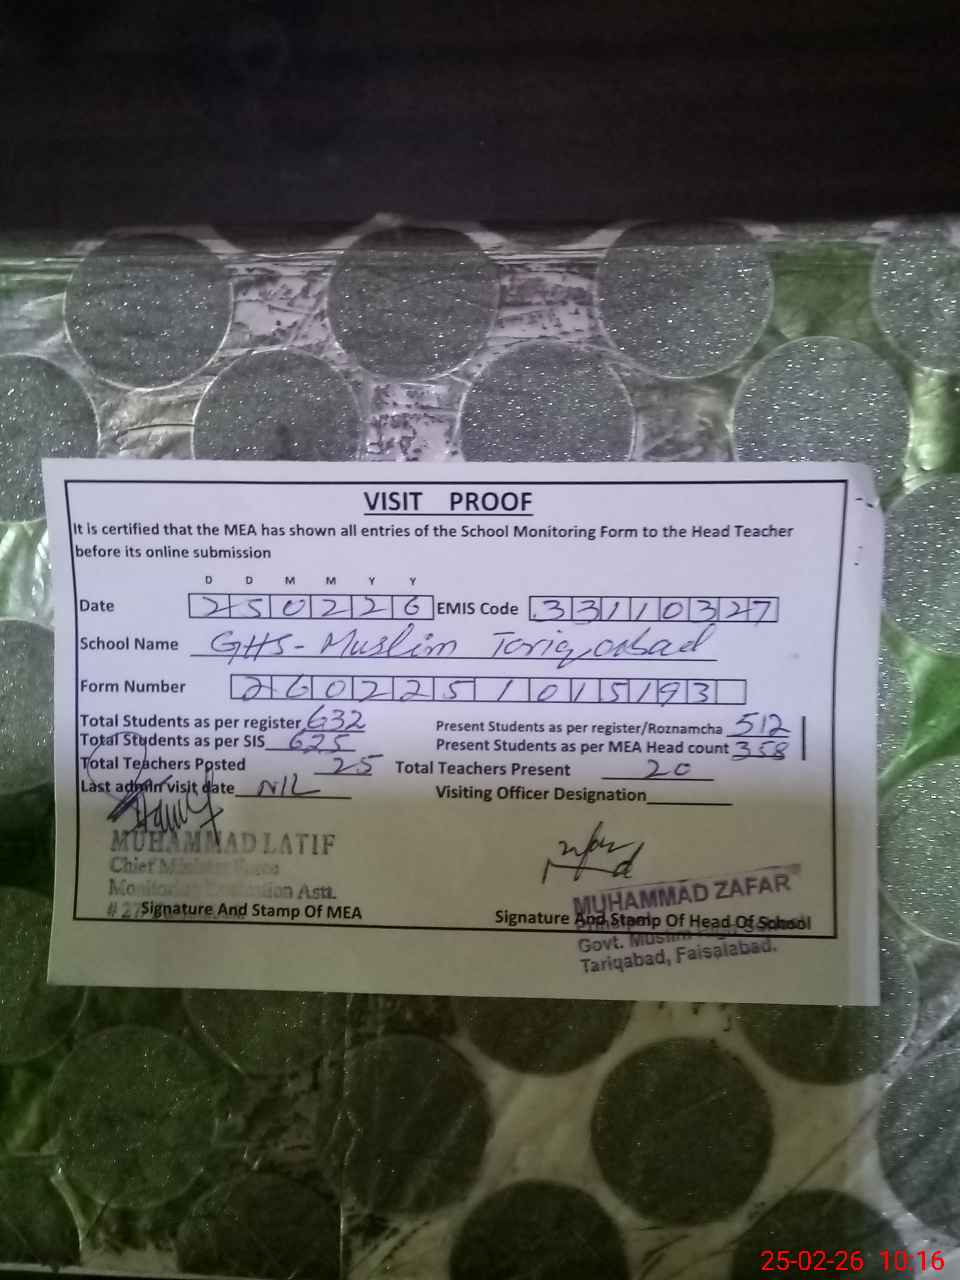 VISIT PROOF
It is certified that the MEA has shown all entries of the School Monitoring Form to the Head Teacher
before its online submission
D D M M Y Y
Date 250226 EMIS Code 33110327
School Name GHS-Muslim Tariqabad
Form Number 2602251015193
Total Students as per register 632 Present Students as per register/Roznamcha 512
Total Students as per SIS 625 Present Students as per MEA Head count 358
Total Teachers Posted 25 Total Teachers Present 20
Last admin visit date NIL Visiting Officer Designation
MUHAMMAD LATIF
Chief Minister
Monitoring Evaluation Astt.
Signature And Stamp Of MEA
MUHAMMAD ZAFAR
Signature And Stamp Of Head Of School
Govt. Muslim High School
Tariqabad, Faisalabad.
25-02-26 10:16